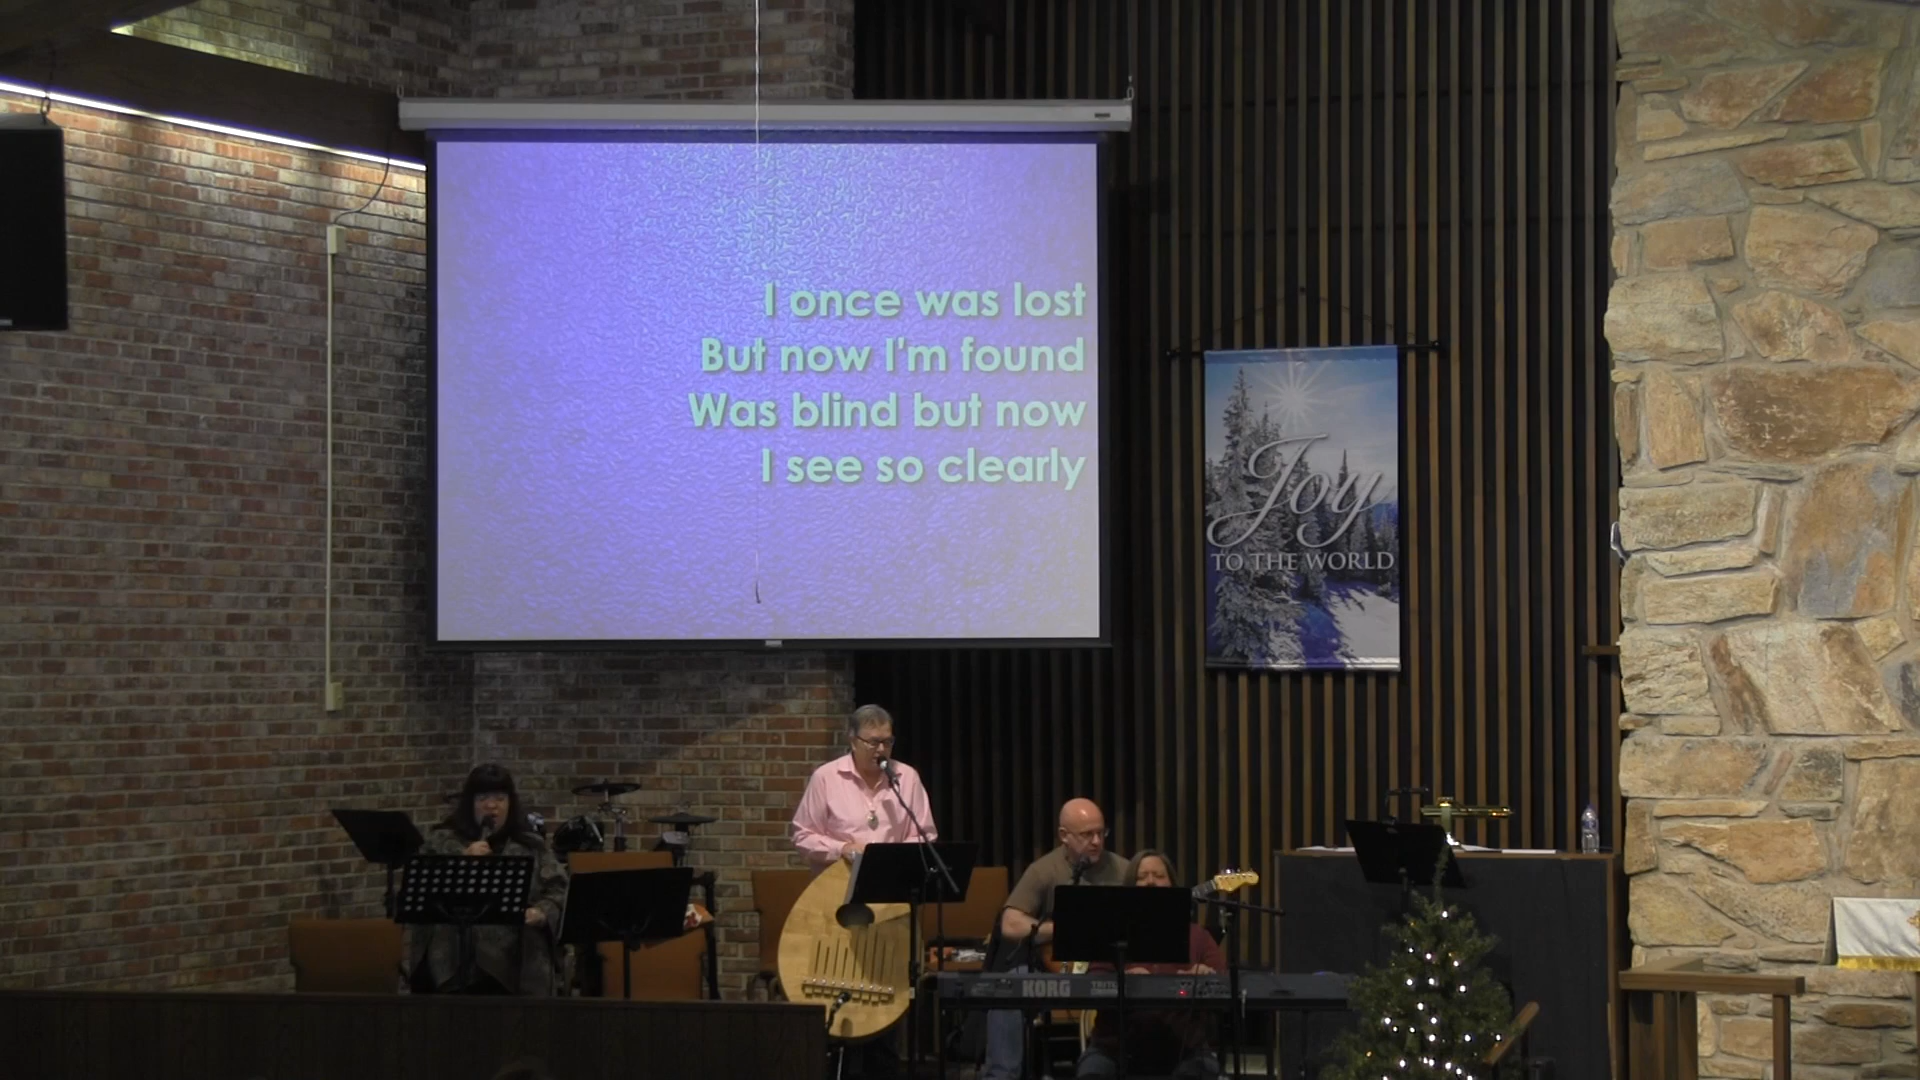 I once was lost
But now I'm found
Was blind but now
I see so clearly
Joy
TO THE WORLD
KORG